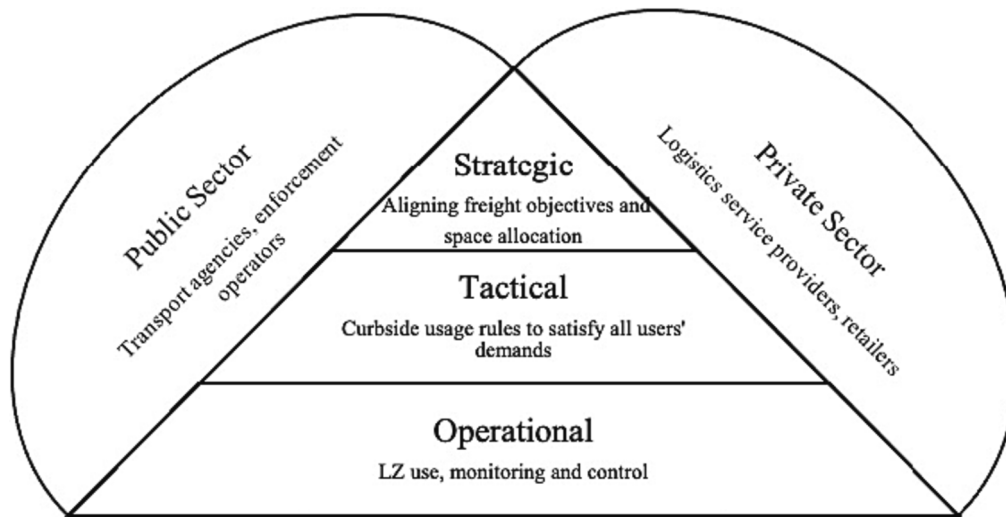 Public Sector
Transport agencies, enforcement
operators
Strategic
Aligning freight objectives and
space allocation
Tactical
Curbside usage rules to satisfy all users'
demands
Operational
LZ use, monitoring and control
Private Sector
Logistics service providers, retailers